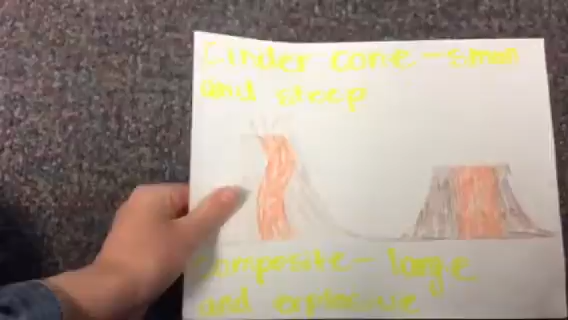 Cinder cone-small
and steep
composite- large
and explosive